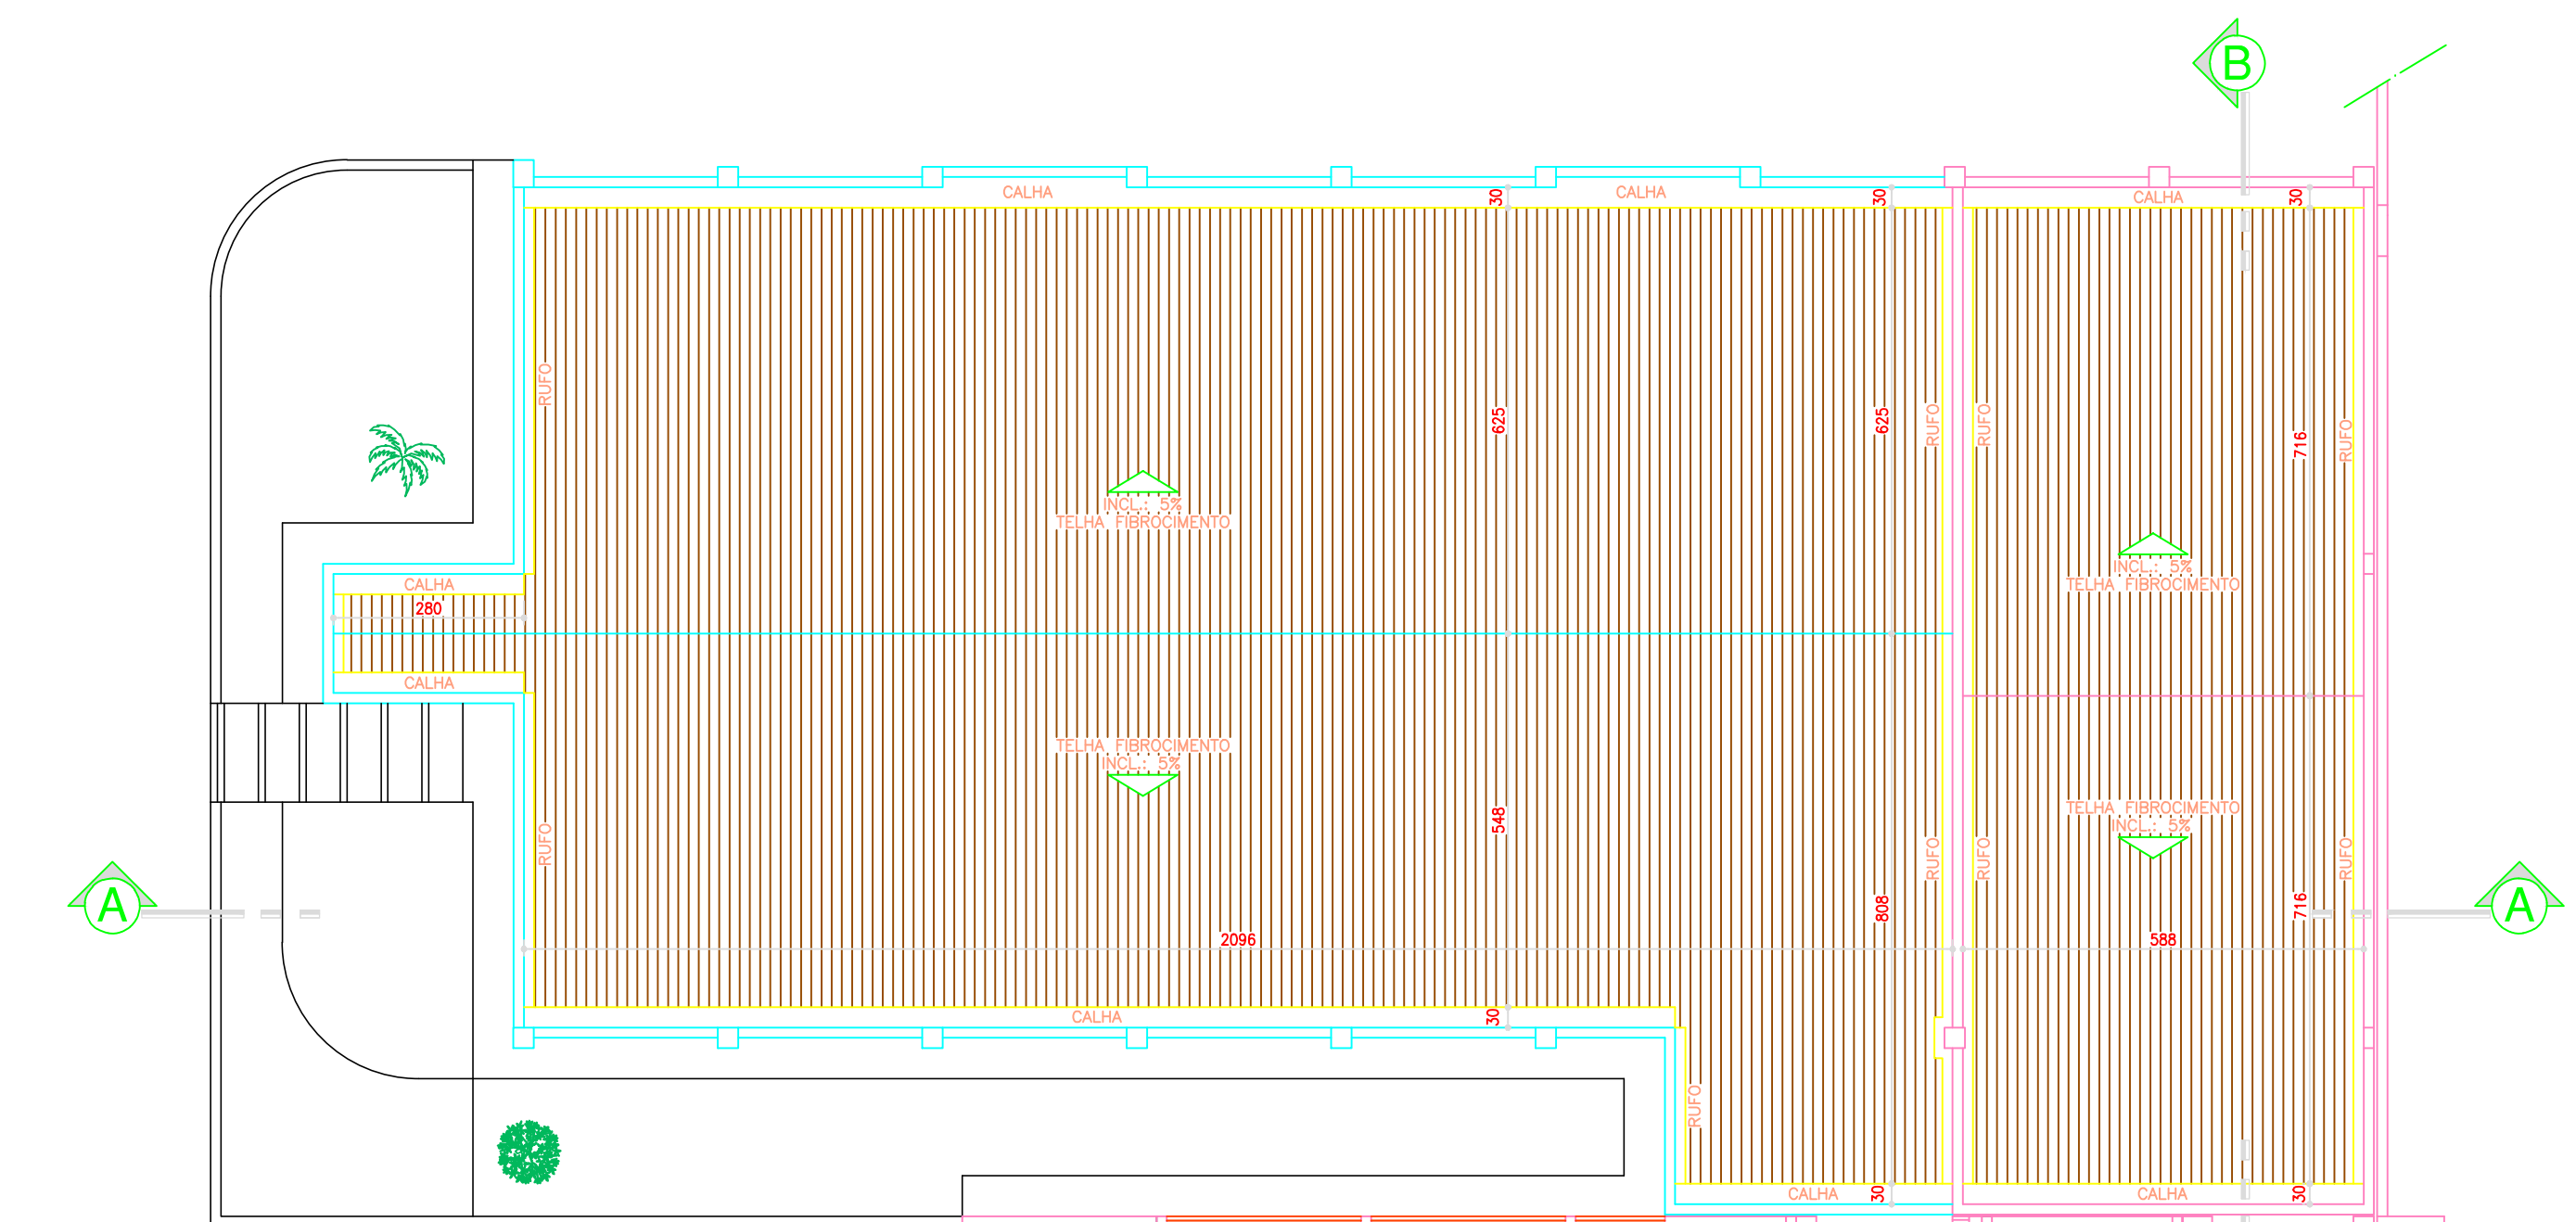 B
CALHA
30
CALHA
30
CALHA
30
RUFO
625
625
RUFO
RUFO
716
RUFO
INCL.: 5%
TELHA FIBROCIMENTO
INCL.: 5%
TELHA FIBROCIMENTO
CALHA
280
CALHA
TELHA FIBROCIMENTO
INCL.: 5%
TELHA FIBROCIMENTO
INCL.: 5%
RUFO
548
RUFO
RUFO
RUFO
A
808
716
A
2096
588
CALHA
30
RUFO
CALHA
30
CALHA
30